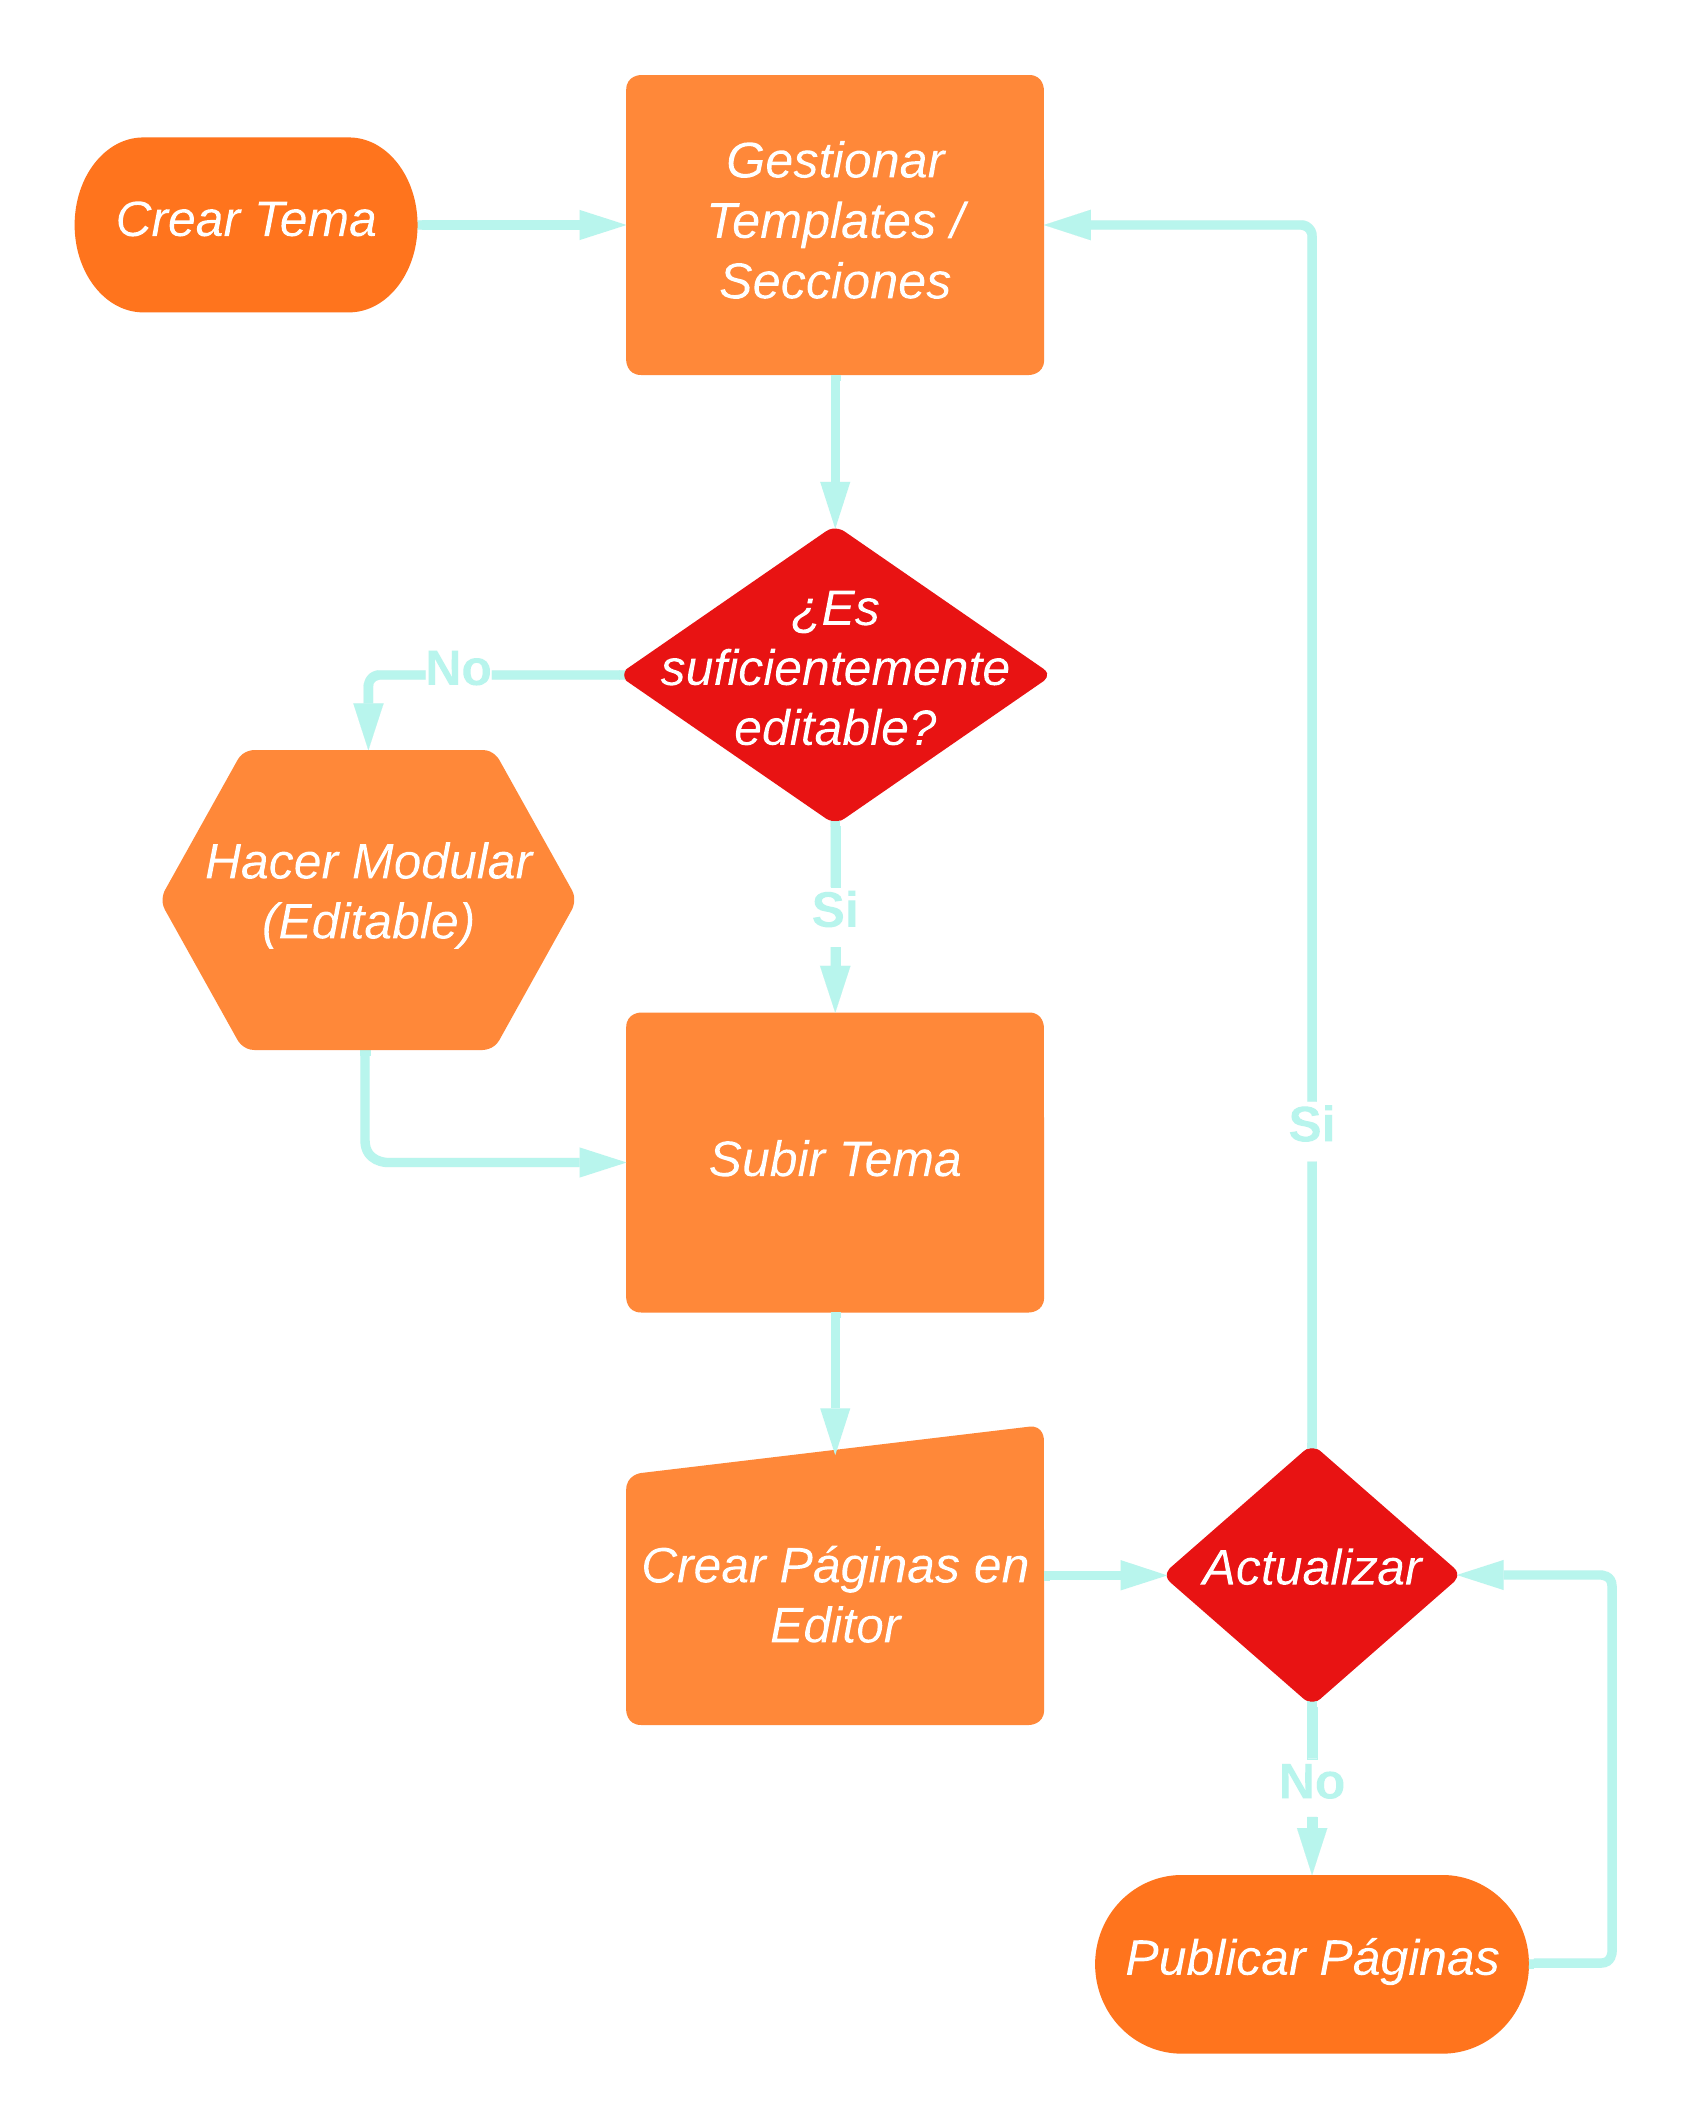 Crear Tema
Gestionar
Templates /
Secciones
¿Es
suficientemente
editable?
No
Hacer Modular
(Editable)
Si
Subir Tema
Si
Crear Páginas en
Editor
Actualizar
No
Publicar Páginas